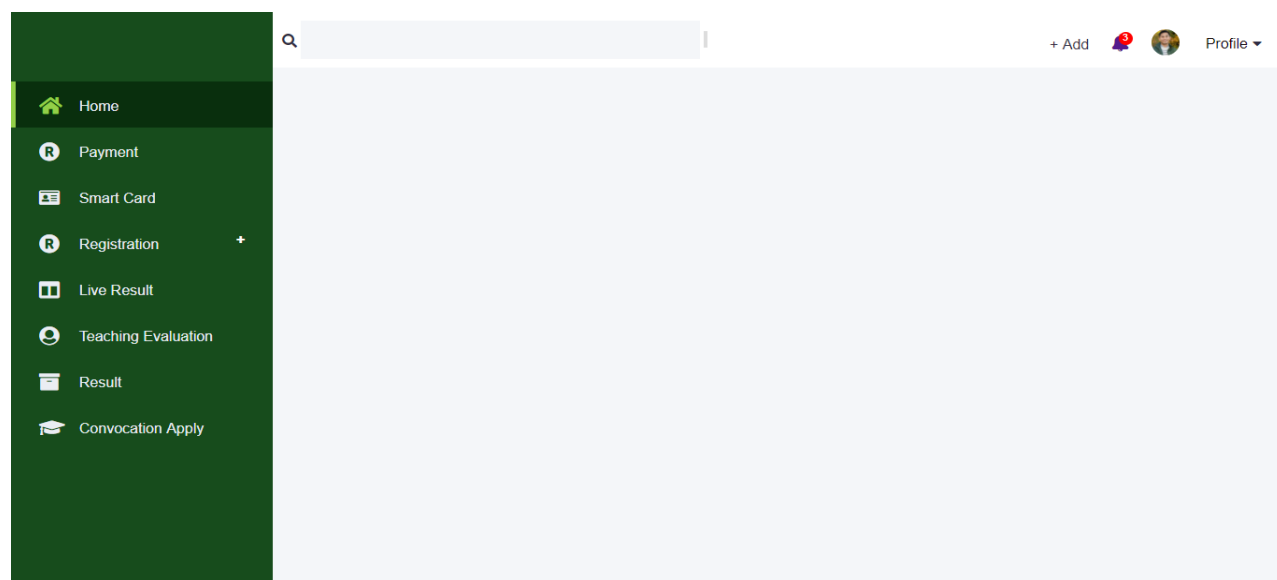 + Add 3 Profile
Home
R Payment
Smart Card
R Registration +
Live Result
Teaching Evaluation
Result
Convocation Apply